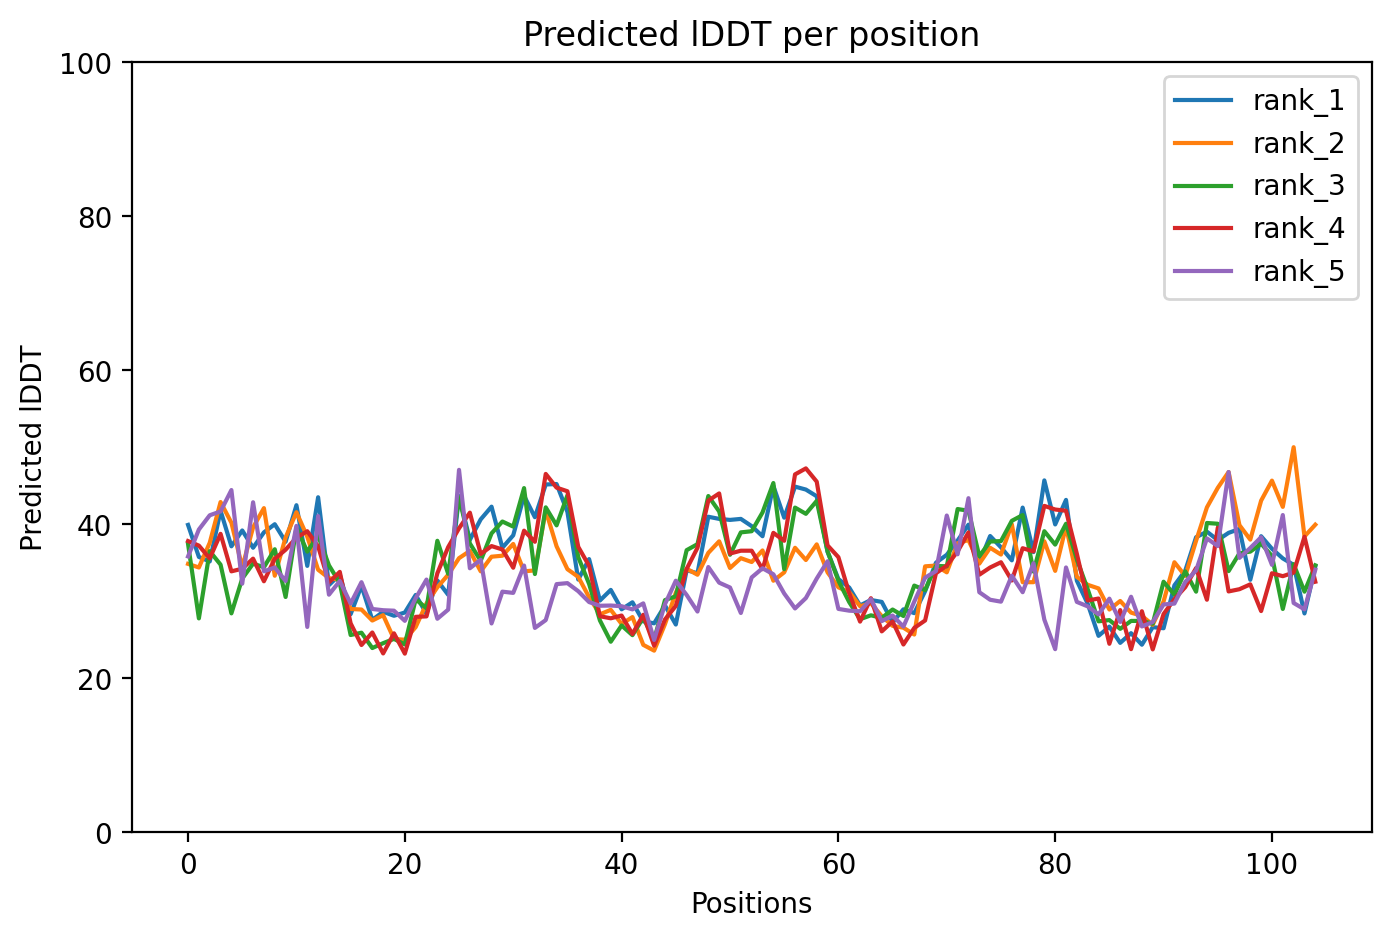 Predicted lDDT per position
100
80
60
40
20
0
Predicted lDDT
0 20 40 60 80 100
Positions
rank_1
rank_2
rank_3
rank_4
rank_5